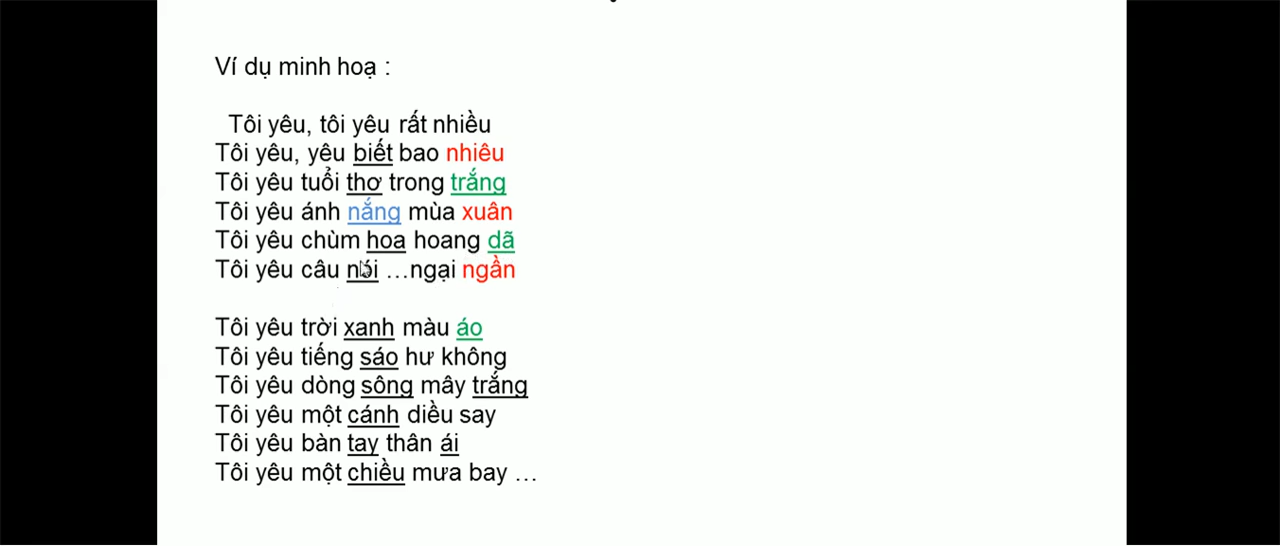 Ví dụ minh hoạ :
Tôi yêu, tôi yêu rất nhiều
Tôi yêu, yêu biết bao nhiêu
Tôi yêu tuổi thơ trong trắng
Tôi yêu ánh nắng mùa xuân
Tôi yêu chùm hoa hoang dã
Tôi yêu câu nói …ngại ngần
Tôi yêu trời xanh màu áo
Tôi yêu tiếng sáo hư không
Tôi yêu dòng sông mây trắng
Tôi yêu một cánh diều say
Tôi yêu bàn tay thân ái
Tôi yêu một chiều mưa bay …